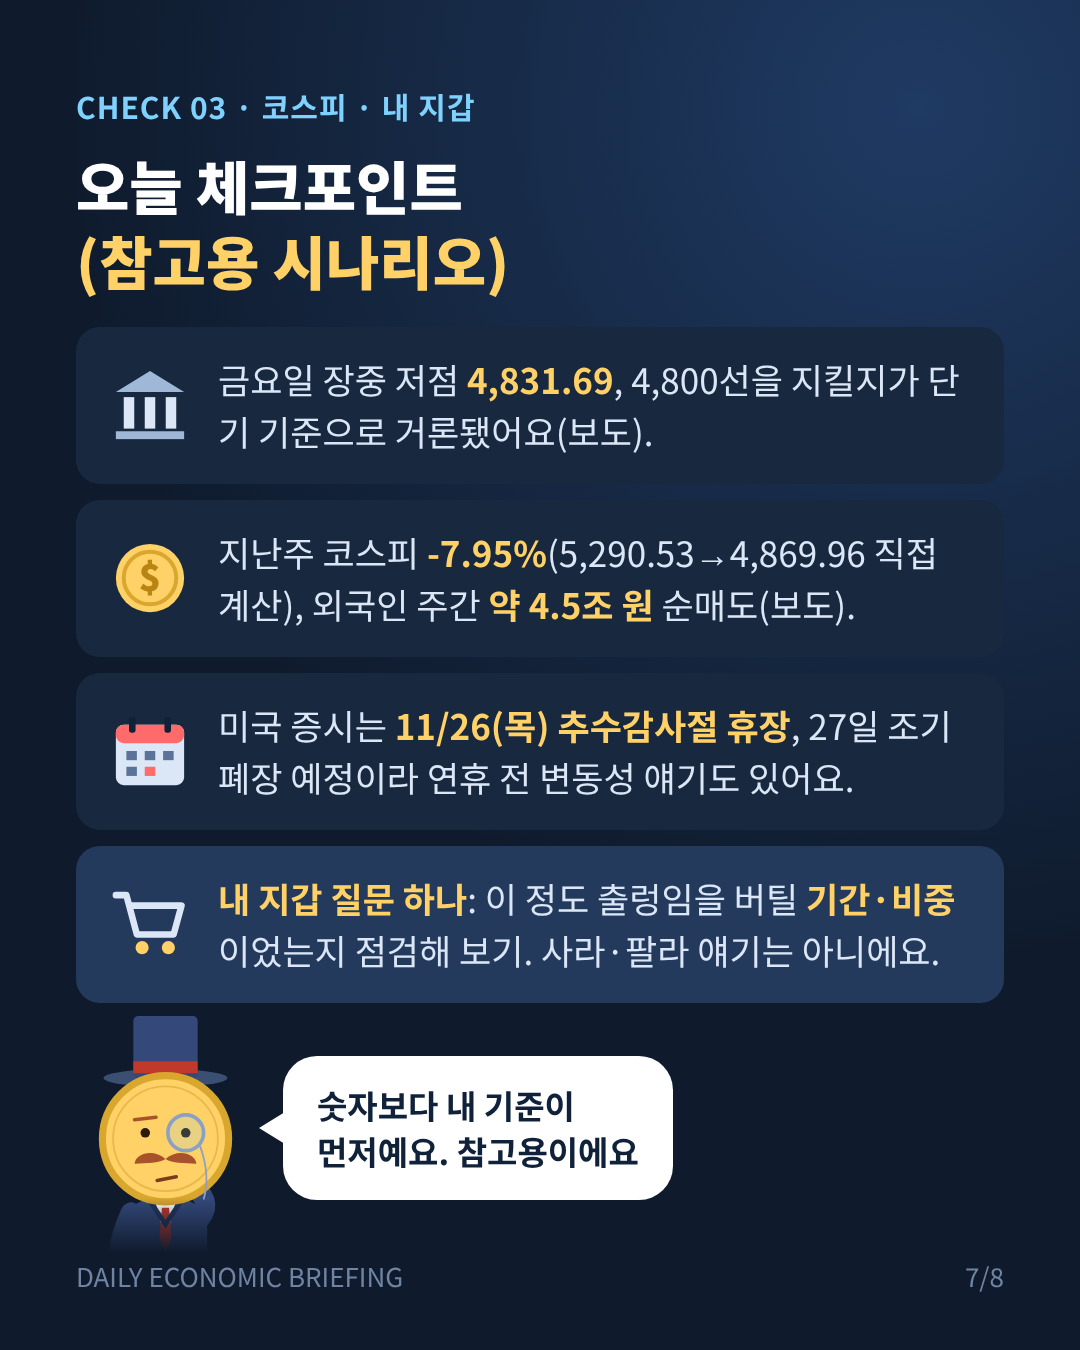 CHECK 03 · 코스피 · 내 지갑
오늘 체크포인트
(참고용 시나리오)
금요일 장중 저점 4,831.69, 4,800선을 지킬지가 단
기 기준으로 거론됐어요(보도).
지난주 코스피 -7.95%(5,290.53→4,869.96 직접
계산), 외국인 주간 약 4.5조 원 순매도(보도).
미국 증시는 11/26(목) 추수감사절 휴장, 27일 조기
폐장 예정이라 연휴 전 변동성 얘기도 있어요.
내 지갑 질문 하나: 이 정도 출렁임을 버틸 기간·비중
이었는지 점검해 보기. 사라·팔라 얘기는 아니에요.
숫자보다 내 기준이
먼저예요. 참고용이에요
DAILY ECONOMIC BRIEFING
7/8